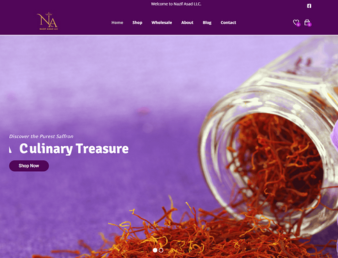 Welcome to Naafi Asad LLC.
NA
Home Shop Wholesale About Blog Contact
Discover the Purest Saffron
A Culinary Treasure
Shop Now